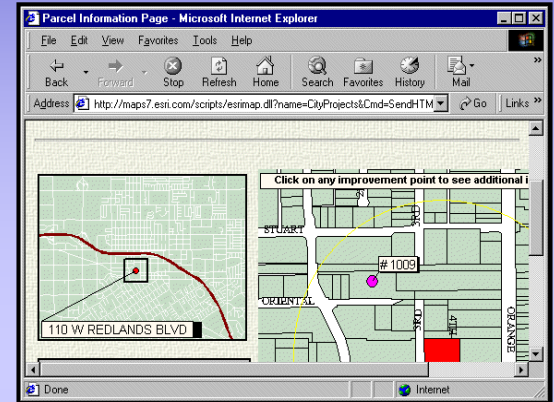 Parcel Information Page - Microsoft Internet Explorer
File Edit View Favorites Tools Help
Back Forward Stop Refresh Home Search Favorites History Mail
Address http://maps7.esri.com/scripts/esrimap.dll?name=CityProjects&Cmd=SendHTM Go Links »
Click on any improvement point to see additional i
STUART
3RD
# 1009
ORIENTAL
3RD
4TH
ORANGE
110 W REDLANDS BLVD
Done Internet